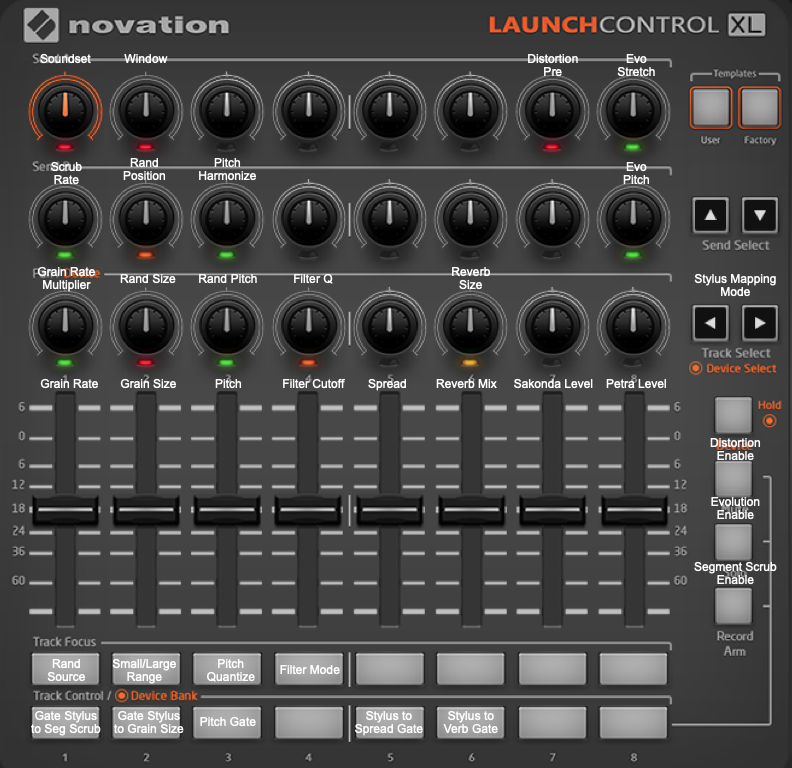 novation
LAUNCHCONTROL XL
Soundset
Window
Distortion
Pre
Evo
Stretch
Templates
User
Factory
Scrub
Rate
Rand
Position
Pitch
Harmonize
Evo
Pitch
Send Select
Grain Rate
Multiplier
Rand Size
Rand Pitch
Filter Q
Reverb
Size
Stylus Mapping
Mode
Track Select
Device Select
Grain Rate
Grain Size
Pitch
Filter Cutoff
Spread
Reverb Mix
Sakonda Level
Petra Level
6
0
6
12
18
24
36
60
6
0
6
12
18
24
36
60
Hold
Distortion
Enable
Evolution
Enable
Segment Scrub
Enable
Record
Arm
Track Focus
Rand
Source
Small/Large
Range
Pitch
Quantize
Filter Mode
Track Control / Device Bank
Gate Stylus
to Seg Scrub
Gate Stylus
to Grain Size
Pitch Gate
Stylus to
Spread Gate
Stylus to
Verb Gate
1 2 3 4 5 6 7 8